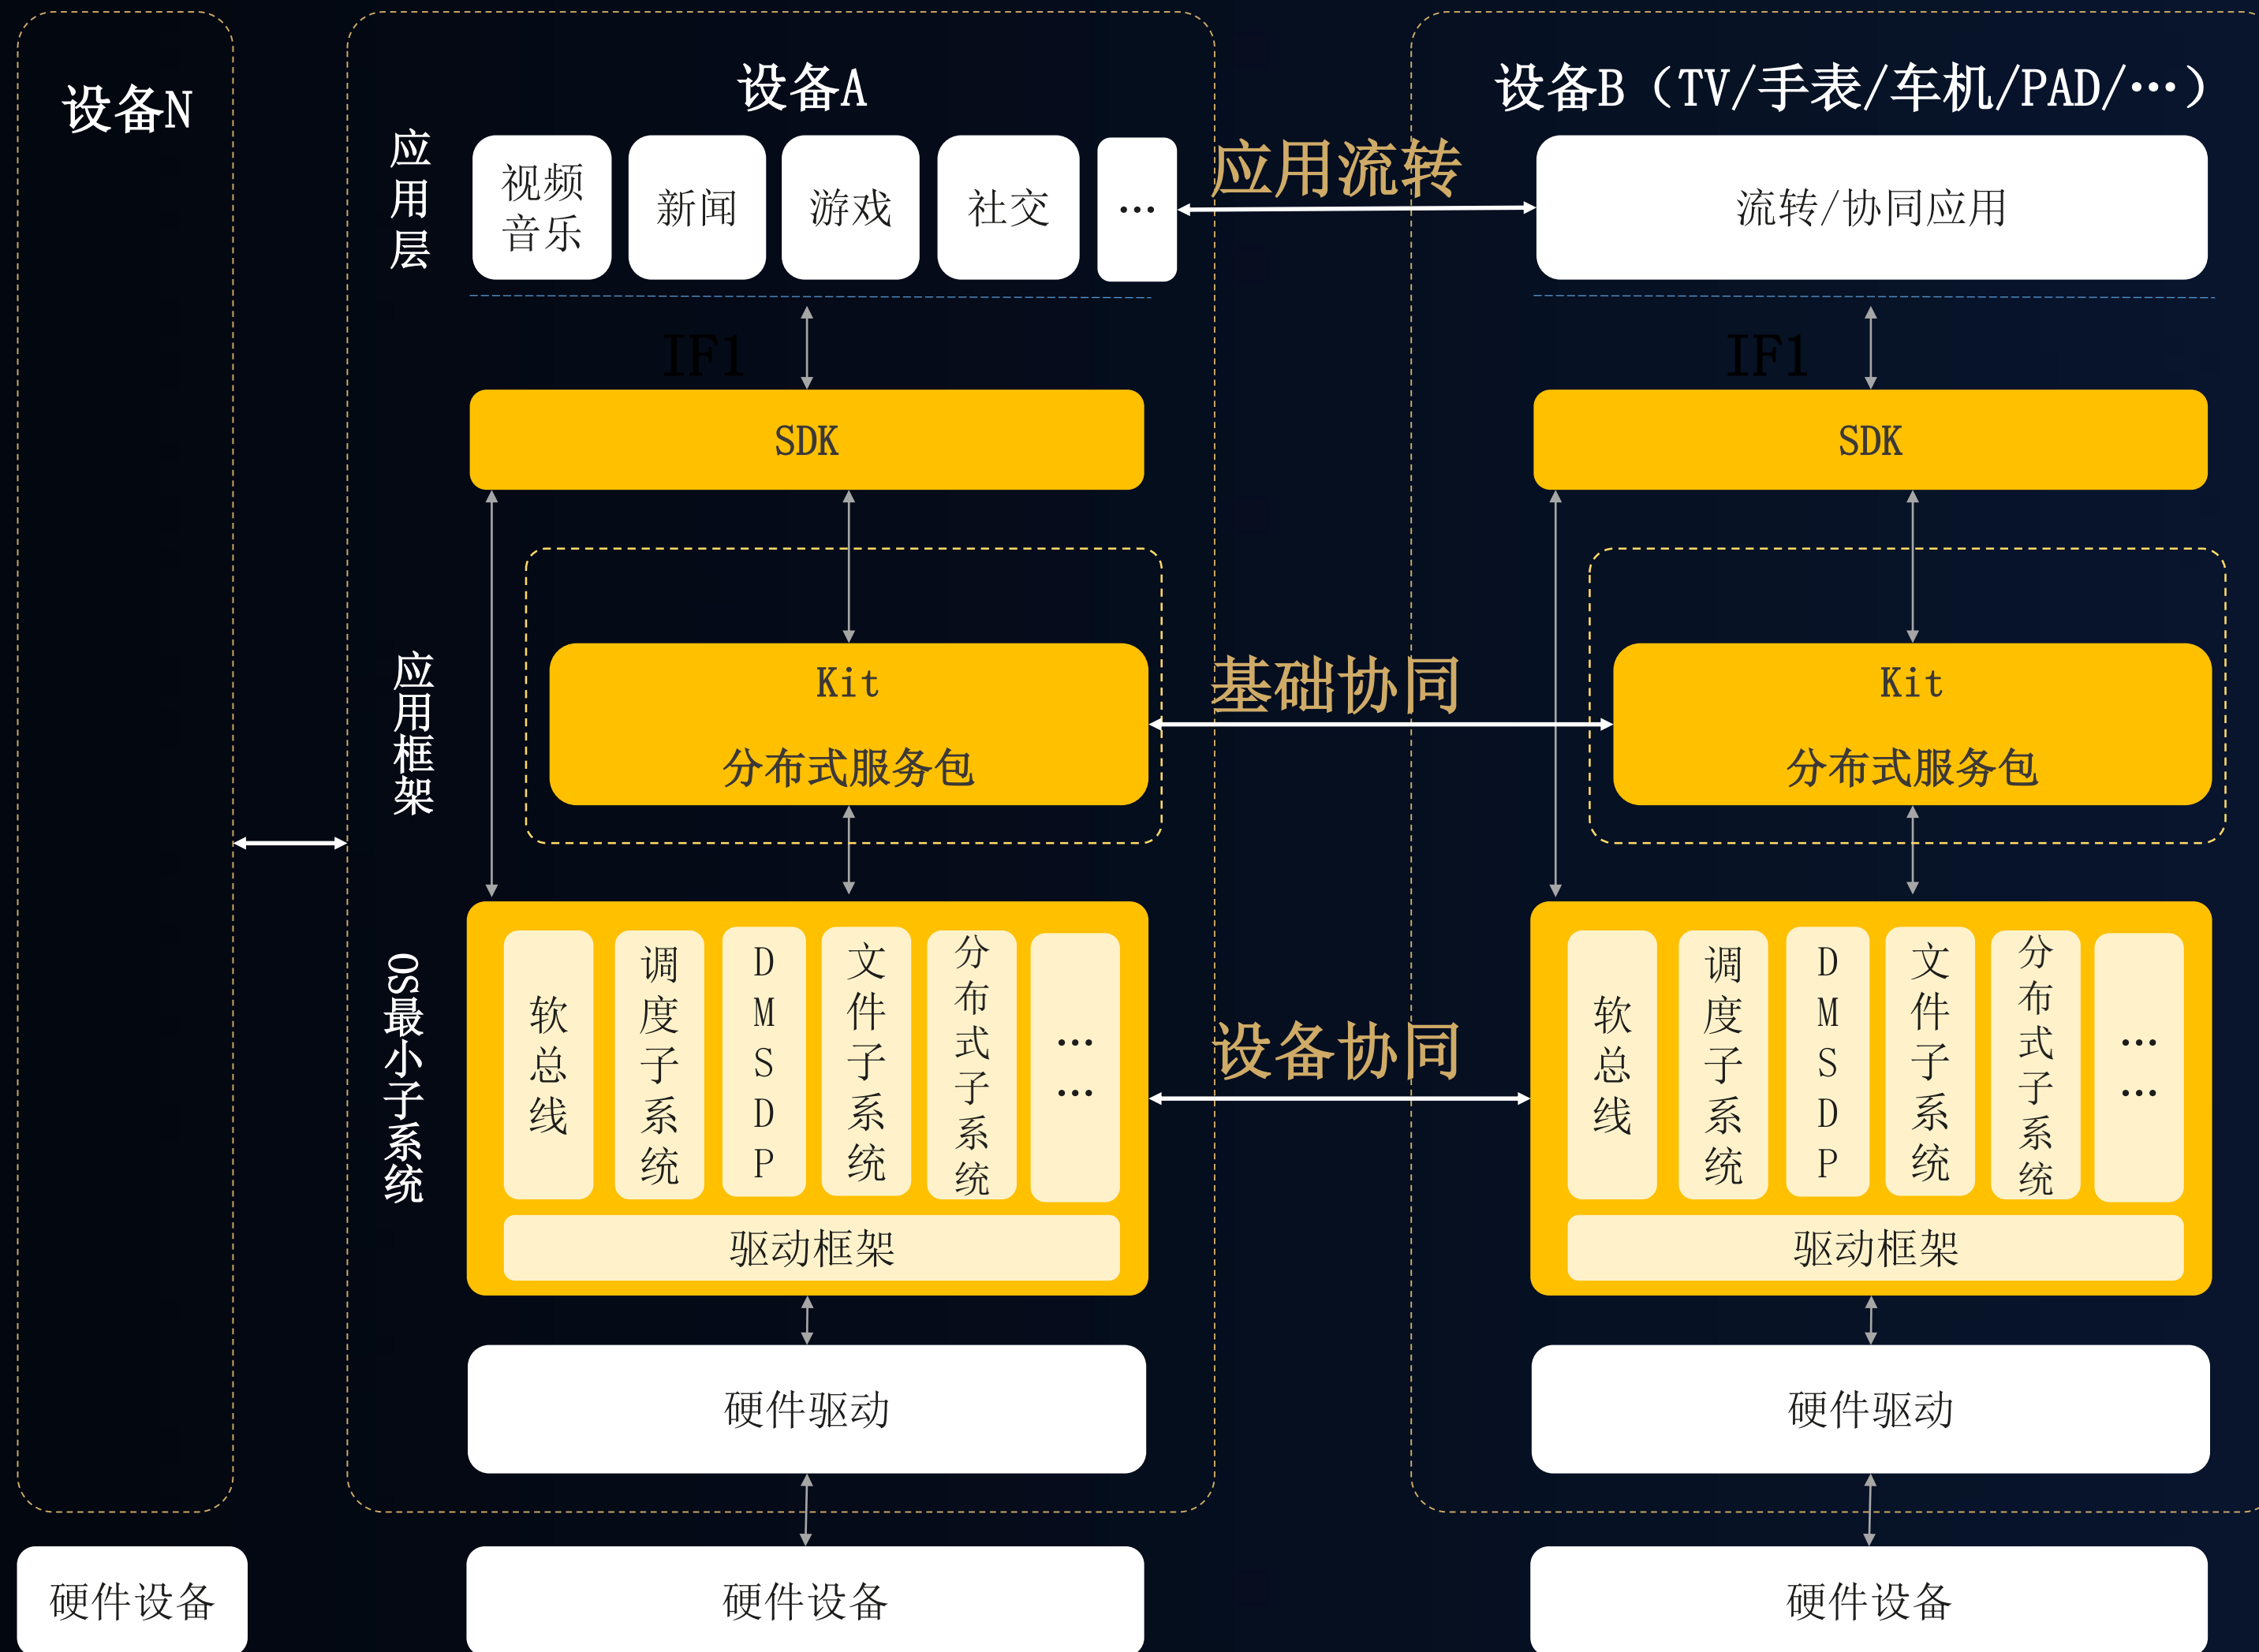 设备N
设备A
应用层
视频
音乐
新闻
游戏
社交
…
应用流转
设备B（TV/手表/车机/PAD/…）
流转/协同应用
IF1
SDK
IF1
SDK
应用框架
Kit
分布式服务包
基础协同
Kit
分布式服务包
OS最小子系统
软总线
调度子系统
DMSDP
文件子系统
分布式子系统
…
…
驱动框架
设备协同
软总线
调度子系统
DMSDP
文件子系统
分布式子系统
…
…
驱动框架
硬件驱动
硬件驱动
硬件设备
硬件设备
硬件设备